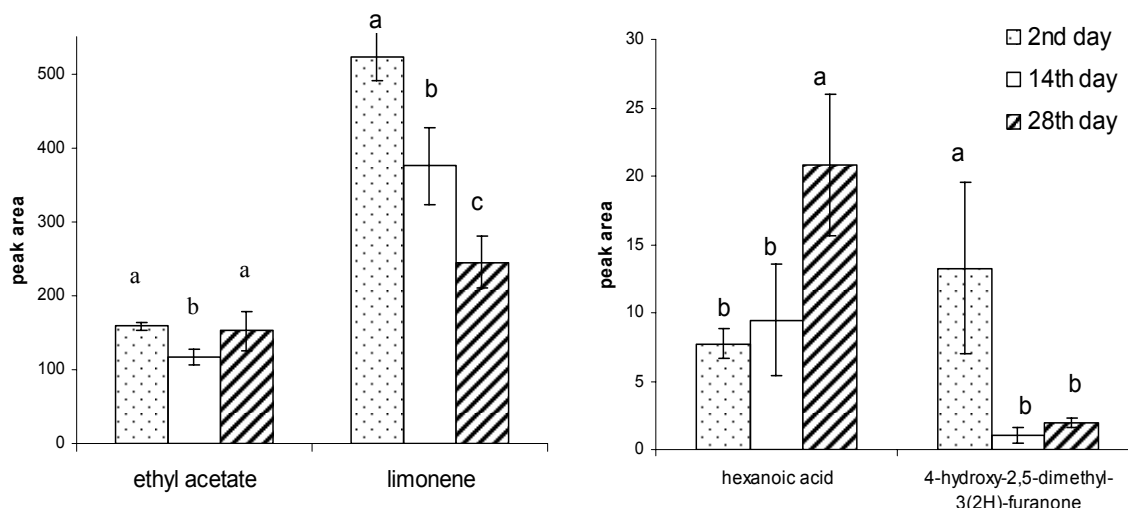 peak area
500
400
300
200
100
0
a
b
a
a
b
c
ethyl acetate
limonene
peak area
30
25
20
15
10
5
0
b
b
a
a
b
b
2nd day
14th day
28th day
hexanoic acid
4-hydroxy-2,5-dimethyl-
3(2H)-furanone